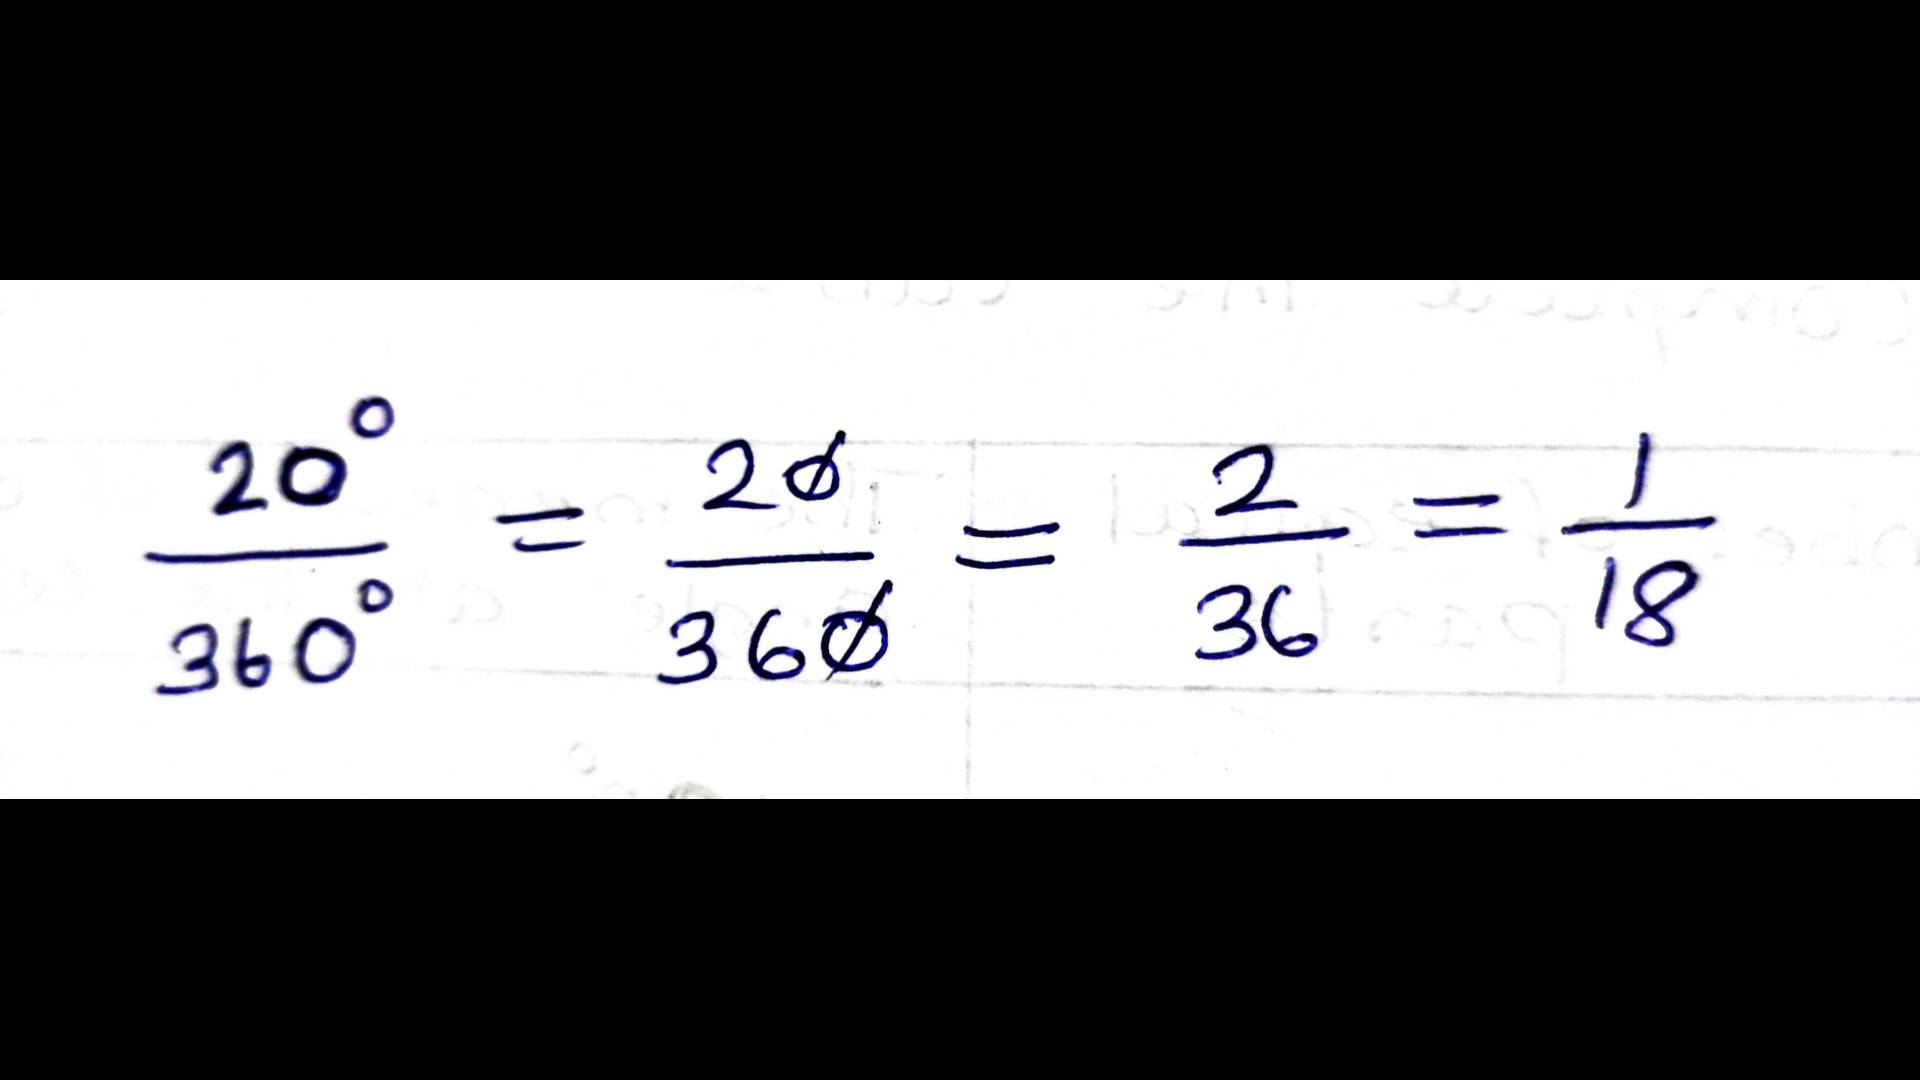 20°/360° = 20/360 = 2/36 = 1/18